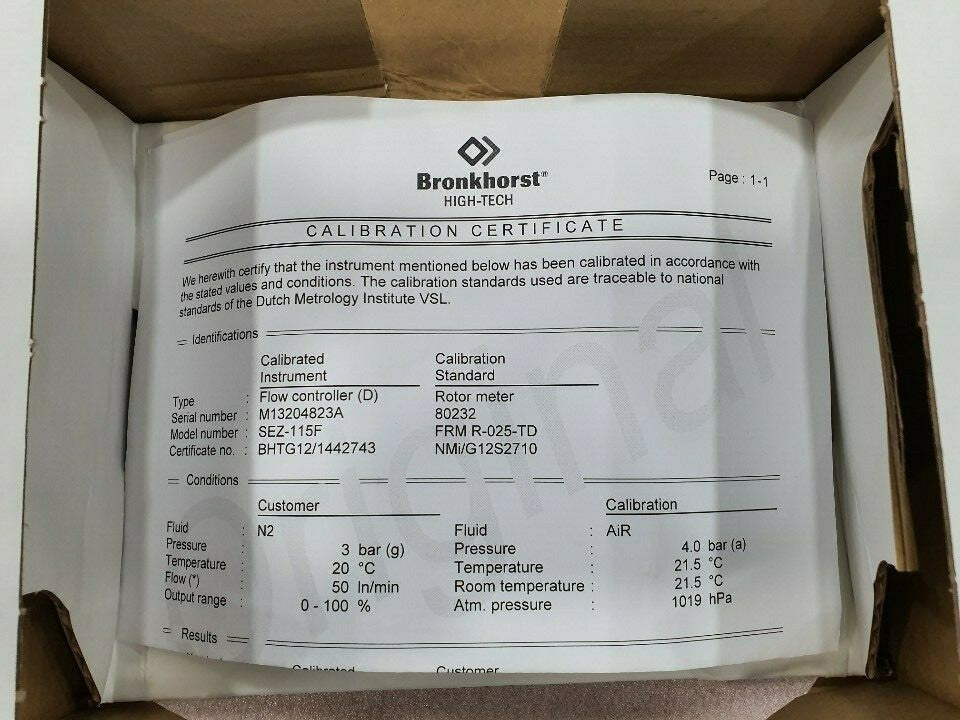 Bronkhorst®
HIGH-TECH
Page : 1-1
CALIBRATION CERTIFICATE
We herewith certify that the instrument mentioned below has been calibrated in accordance with
the stated values and conditions. The calibration standards used are traceable to national
standards of the Dutch Metrology Institute VSL.
Identifications
Calibrated Calibration
Instrument Standard
Type : Flow controller (D) Rotor meter
Serial number : M13204823A 80232
Model number : SEZ-115F FRM R-025-TD
Certificate no. : BHTG12/1442743 NMi/G12S2710
Conditions
Customer Calibration
Fluid : N2 Fluid : AiR
Pressure : 3 bar (g) Pressure : 4.0 bar (a)
Temperature : 20 °C Temperature : 21.5 °C
Flow (*) : 50 ln/min Room temperature : 21.5 °C
Output range : 0 - 100 % Atm. pressure : 1019 hPa
Results
Calibrated Customer
Original